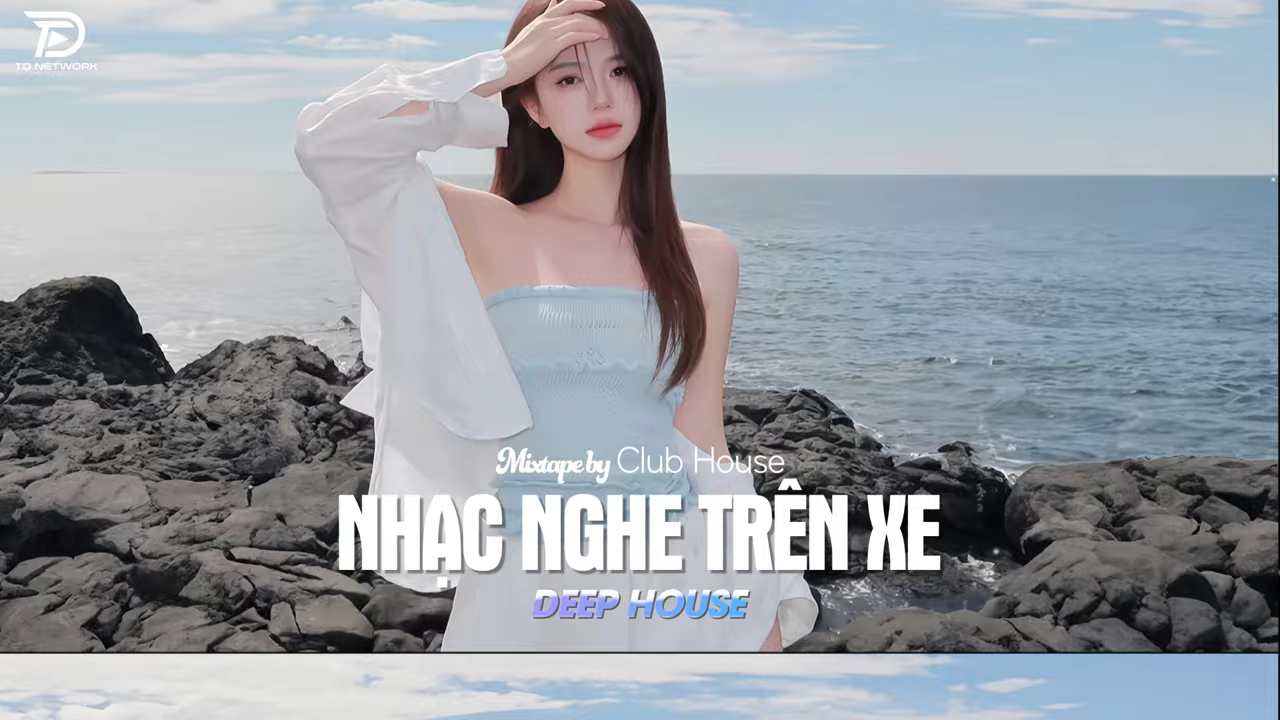 TD NETWORK
Mixtape by Club House
NHẠC NGHE TRÊN XE
DEEP HOUSE